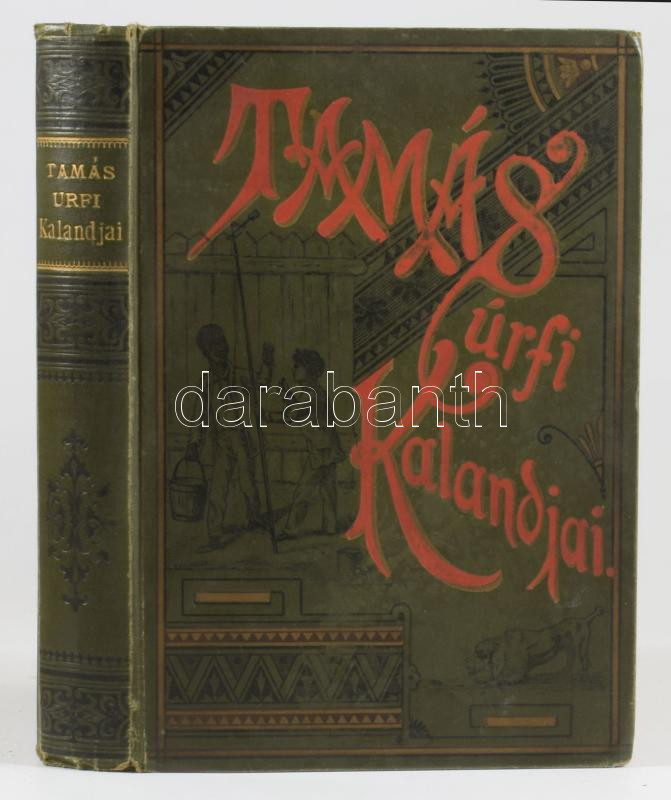 TAMÁS
URFI
Kalandjai
TAMÁS
úrfi
Kalandjai.
darabanth